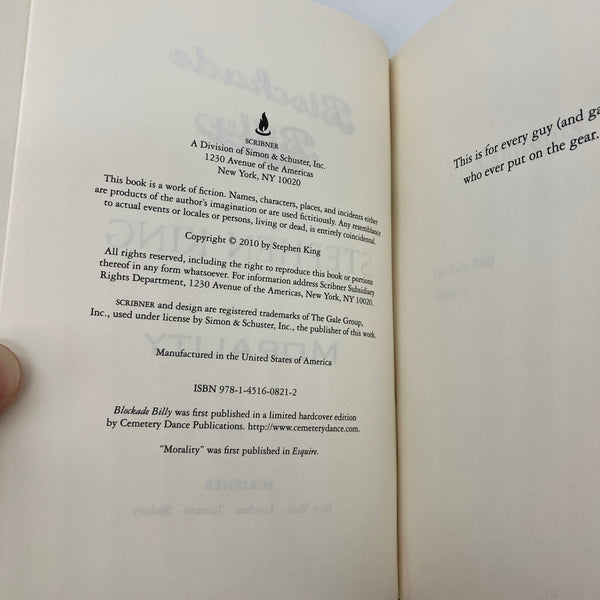 SCRIBNER
A Division of Simon & Schuster, Inc.
1230 Avenue of the Americas
New York, NY 10020
This book is a work of fiction. Names, characters, places, and incidents either
are products of the author's imagination or are used fictitiously. Any resemblance
to actual events or locales or persons, living or dead, is entirely coincidental.
Copyright © 2010 by Stephen King
All rights reserved, including the right to reproduce this book or portions
thereof in any form whatsoever. For information address Scribner Subsidiary
Rights Department, 1230 Avenue of the Americas, New York, NY 10020.
SCRIBNER and design are registered trademarks of The Gale Group,
Inc., used under license by Simon & Schuster, Inc., the publisher of this work.
Manufactured in the United States of America
ISBN 978-1-4516-0821-2
Blockade Billy was first published in a limited hardcover edition
by Cemetery Dance Publications. http://www.cemeterydance.com.
"Morality" was first published in Esquire.
This is for every guy (and ga
who ever put on the gear.